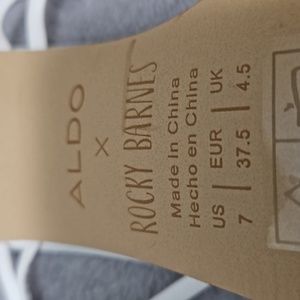 ALDO
X
ROCKY BARNES
Made in China
Hecho en China
US | EUR | UK
7 | 37.5 | 4.5